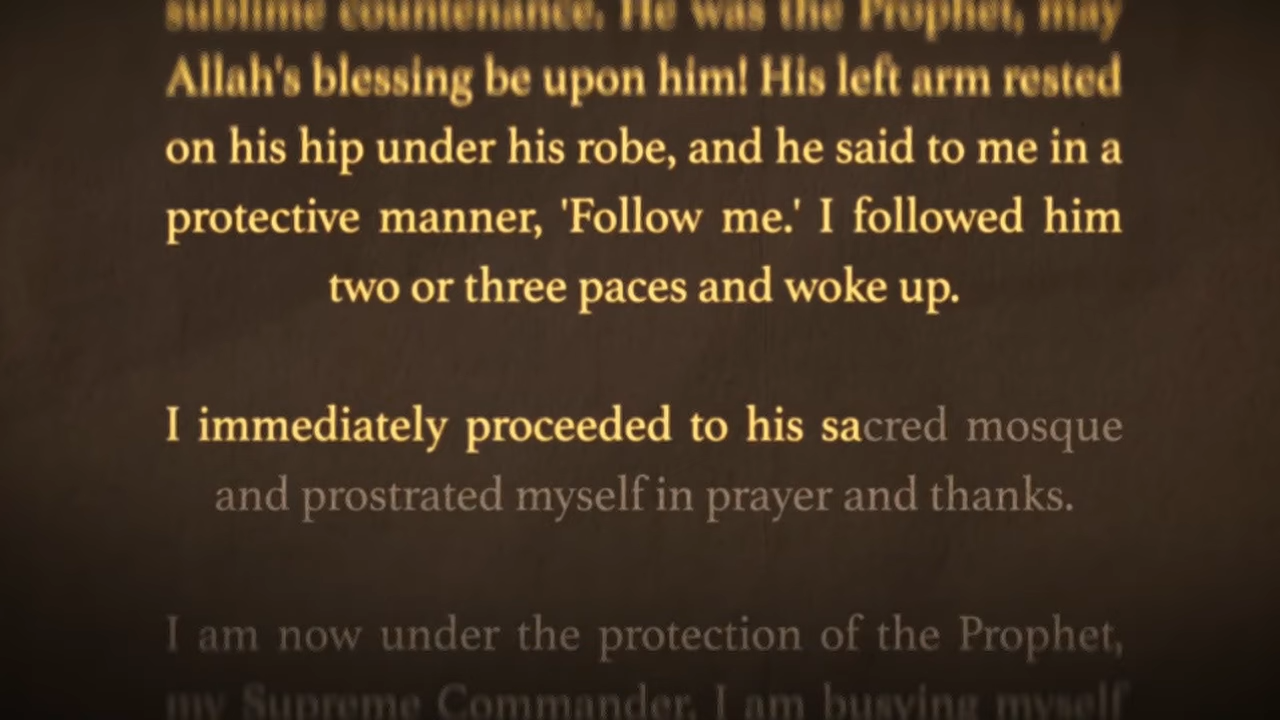 sublime countenance. He was the Prophet, may
Allah's blessing be upon him! His left arm rested
on his hip under his robe, and he said to me in a
protective manner, 'Follow me.' I followed him
two or three paces and woke up.
I immediately proceeded to his sacred mosque
and prostrated myself in prayer and thanks.
I am now under the protection of the Prophet,
my Supreme Commander. I am busying myself